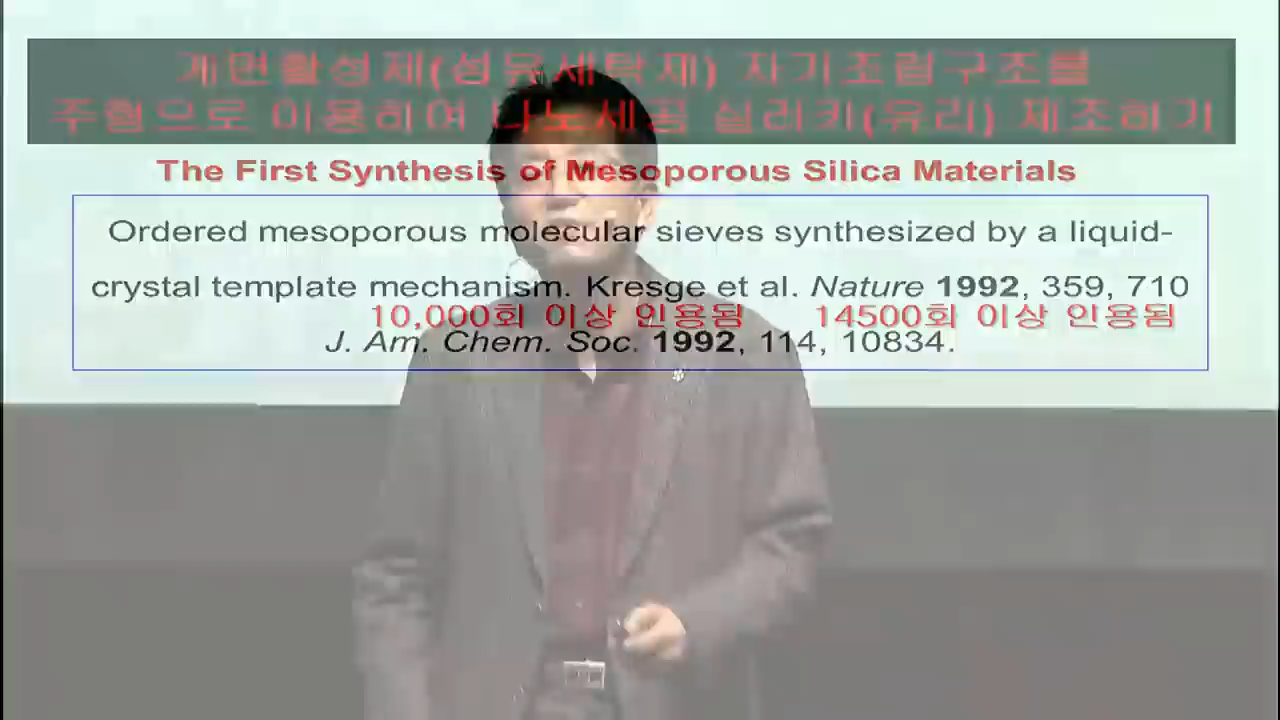 계면활성제(섬유세탁제) 자기조립구조를
주형으로 이용하여 나노세공 실리카(유리) 제조하기
The First Synthesis of Mesoporous Silica Materials
Ordered mesoporous molecular sieves synthesized by a liquid-
crystal template mechanism. Kresge et al. Nature 1992, 359, 710
10,000회 이상 인용됨 14500회 이상 인용됨
J. Am. Chem. Soc. 1992, 114, 10834.